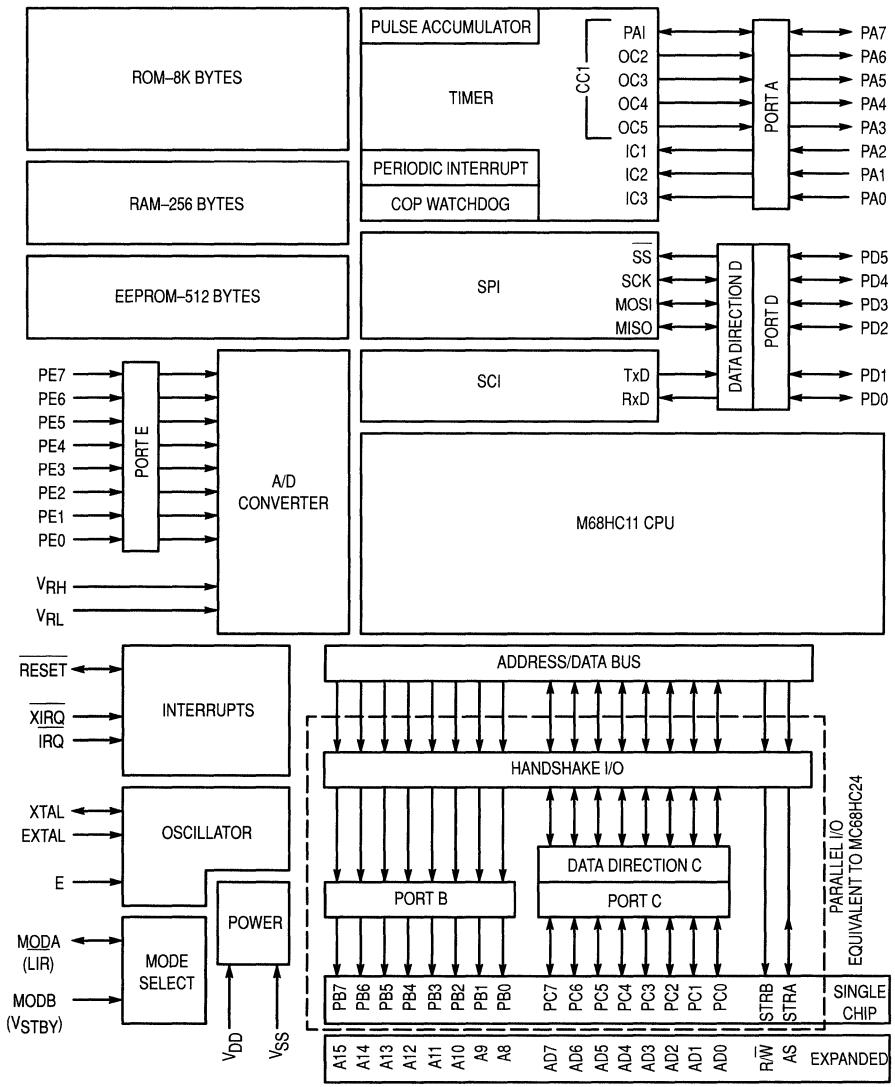 ROM–8K BYTES
RAM–256 BYTES
EEPROM–512 BYTES
PULSE ACCUMULATOR
TIMER
PERIODIC INTERRUPT
COP WATCHDOG
CC1
PAI
OC2
OC3
OC4
OC5
IC1
IC2
IC3
PORT A
PA7
PA6
PA5
PA4
PA3
PA2
PA1
PA0
SPI
SS
SCK
MOSI
MISO
SCI
TxD
RxD
DATA DIRECTION D
PORT D
PD5
PD4
PD3
PD2
PD1
PD0
PE7
PE6
PE5
PE4
PE3
PE2
PE1
PE0
PORT E
VRH
VRL
A/D
CONVERTER
M68HC11 CPU
RESET
XIRQ
IRQ
INTERRUPTS
XTAL
EXTAL
E
OSCILLATOR
MODA
(LIR)
MODB
(VSTBY)
MODE
SELECT
POWER
VDD
VSS
ADDRESS/DATA BUS
HANDSHAKE I/O
DATA DIRECTION C
PORT B
PORT C
PARALLEL I/O
EQUIVALENT TO MC68HC24
PB7
PB6
PB5
PB4
PB3
PB2
PB1
PB0
PC7
PC6
PC5
PC4
PC3
PC2
PC1
PC0
STRB
STRA
SINGLE
CHIP
A15
A14
A13
A12
A11
A10
A9
A8
AD7
AD6
AD5
AD4
AD3
AD2
AD1
AD0
R/W
AS
EXPANDED